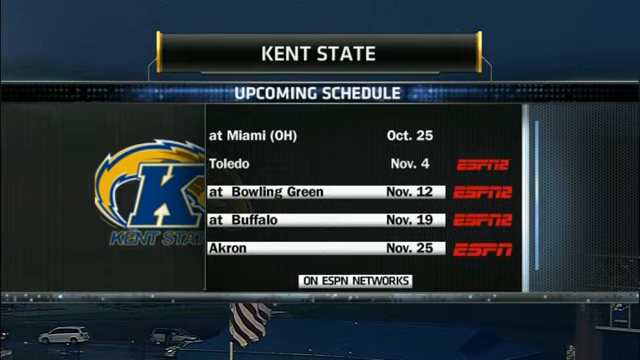 KENT STATE
UPCOMING SCHEDULE
at Miami (OH) Oct. 25
Toledo Nov. 4 ESPN2
at Bowling Green Nov. 12 ESPN2
at Buffalo Nov. 19 ESPN2
Akron Nov. 25 ESPN
K
KENT STAT
ON ESPN NETWORKS